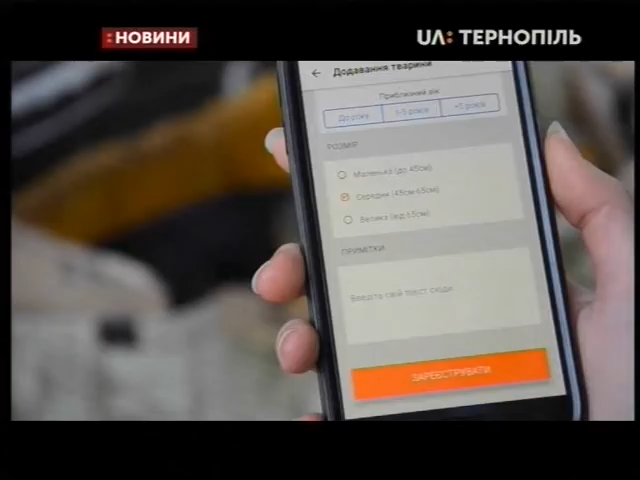 :НОВИНИ
UA: ТЕРНОПІЛЬ
← Додавання тварини
Приблизний вік
До року 1-5 років >5 років
РОЗМІР
Маленька (до 45см)
Середня (45см-65см)
Велика (від 65см)
ПРИМІТКИ
Введіть свій текст сюди
ЗАРЕЄСТРУВАТИ